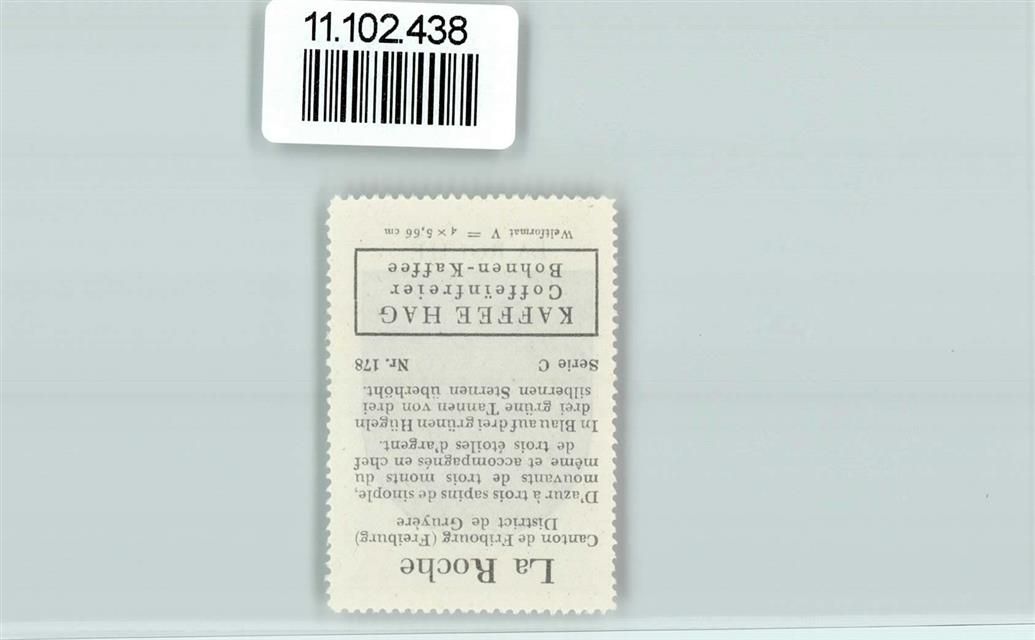 11.102.438
La Roche
Canton de Fribourg (Freiburg)
District de Gruyère
D'azur à trois sapins de sinople,
mouvants de trois monts du
même et accompagnés en chef
de trois étoiles d'argent.
In Blau auf drei grünen Hügeln
drei grüne Tannen von drei
silbernen Sternen überhöht.
Serie C Nr. 178
KAFFEE HAG
Coffeïnfreier
Bohnen-Kaffee
Weltformat V = 4 × 5,66 cm